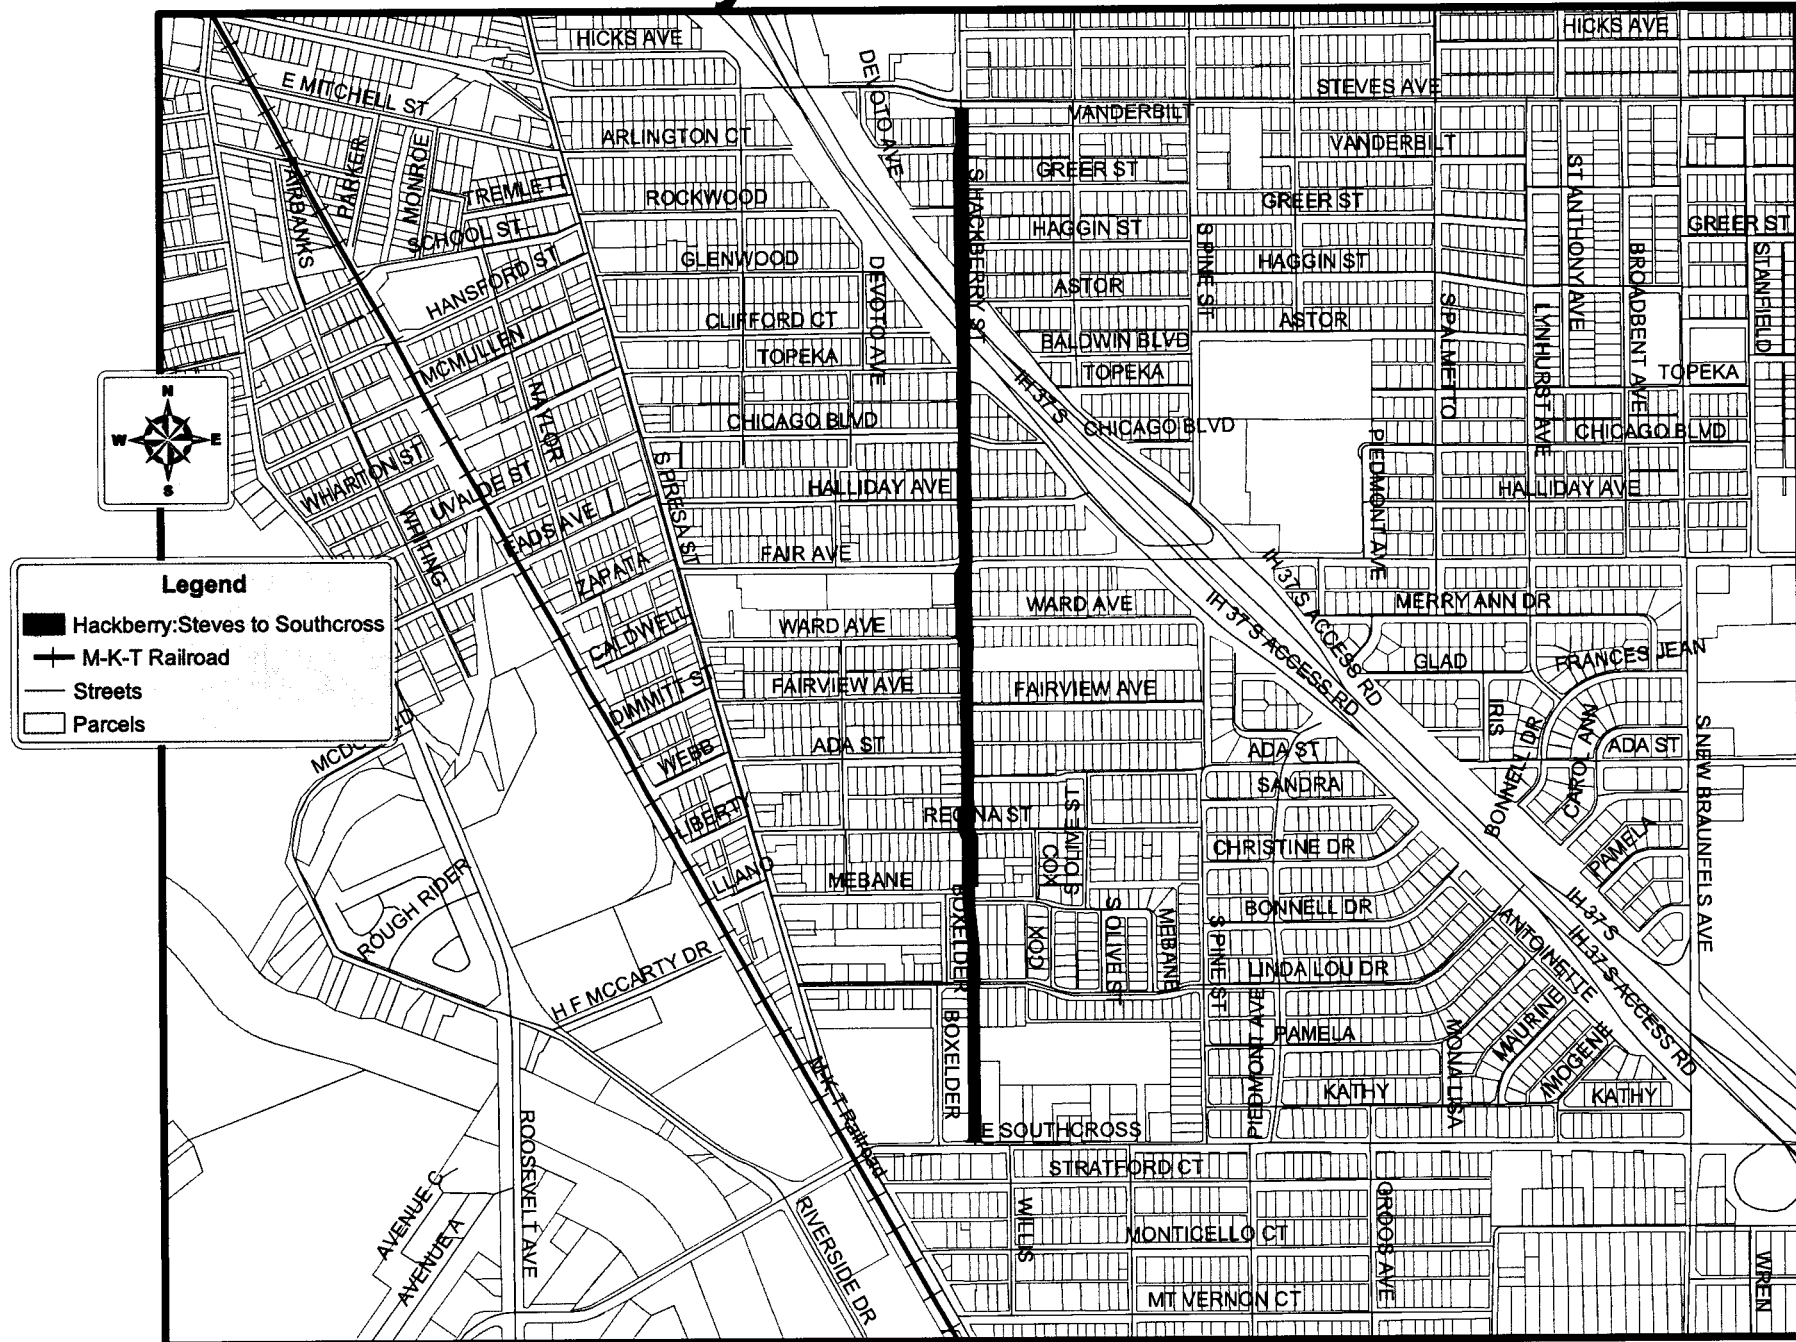 HICKS AVE
HICKS AVE
E MITCHELL ST
DEVOTO AVE
STEVES AVE
VANDERBILT
ARLINGTON CT
VANDERBILT
PARKER
MONROE
AIRBANKS
TREMLETT
ROCKWOOD
GREER ST
ST ANTHONY AVE
GREER ST
SCHOOL ST
S HACKBERRY ST
HAGGIN ST
GREER ST
GLENWOOD
S PINE ST
HAGGIN ST
BROADBENT AVE
STANFIELD
HANSFORD ST
DEVOTO AVE
ASTOR
CLIFFORD CT
ASTOR
S PALMETTO
LYNHURST AVE
MCMULLEN
TOPEKA
BALDWIN BLVD
TOPEKA
TOPEKA
N
W E
S
NAYLOR
IH 37 S
CHICAGO BLVD
CHICAGO BLVD
CHICAGO BLVD
WHARTON ST
UVALDE ST
S PRESA ST
HALLIDAY AVE
PIEDMONT AVE
HALLIDAY AVE
WHITING
EADS AVE
FAIR AVE
ZAPATA
IH 37 S ACCESS RD
Legend
Hackberry:Steves to Southcross
M-K-T Railroad
Streets
Parcels
WARD AVE
IH 37 S ACCESS RD
MERRY ANN DR
CALDWELL
WARD AVE
GLAD
FRANCES JEAN
DIMMITT ST
FAIRVIEW AVE
FAIRVIEW AVE
IRIS
BONNELL DR
CAROL ANN
S NEW BRAUNFELS AVE
WEBB
ADA ST
ADA ST
ADA ST
SANDRA
LIBERTY
REGINA ST
S OLIVE ST
CHRISTINE DR
PAMELA
COX
LLANO
MEBANE
BOXELDER
ROUGH RIDER
S OLIVE ST
MEBANE
BONNELL DR
S PINE ST
ANTOINETTE
IH 37 S
IH 37 S ACCESS RD
H F MCCARTY DR
COX
LINDA LOU DR
BOXELDER
PIEDMONT AVE
PAMELA
MONA LISA
MAURINE
IMOGENE
M-K-T Railroad
KATHY
KATHY
E SOUTHCROSS
ROOSEVELT AVE
STRATFORD CT
AVENUE C
AVENUE A
RIVERSIDE DR
WILLIS
MONTICELLO CT
GROOS AVE
WREN
MT VERNON CT